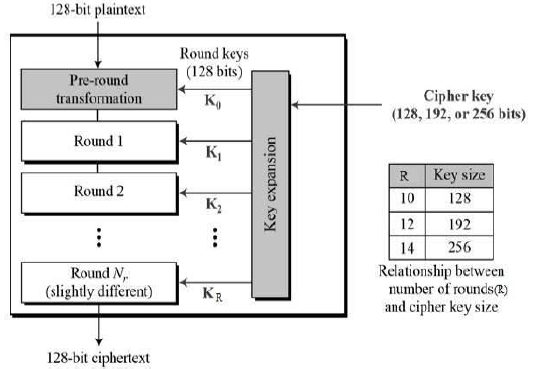 128-bit plaintext
Round keys
(128 bits)
Pre-round
transformation
K0
Cipher key
(128, 192, or 256 bits)
Round 1
K1
Key expansion
Round 2
K2
R Key size
10 128
12 192
14 256
Relationship between
number of rounds(R)
and cipher key size
Round Nr
(slightly different)
KR
128-bit ciphertext